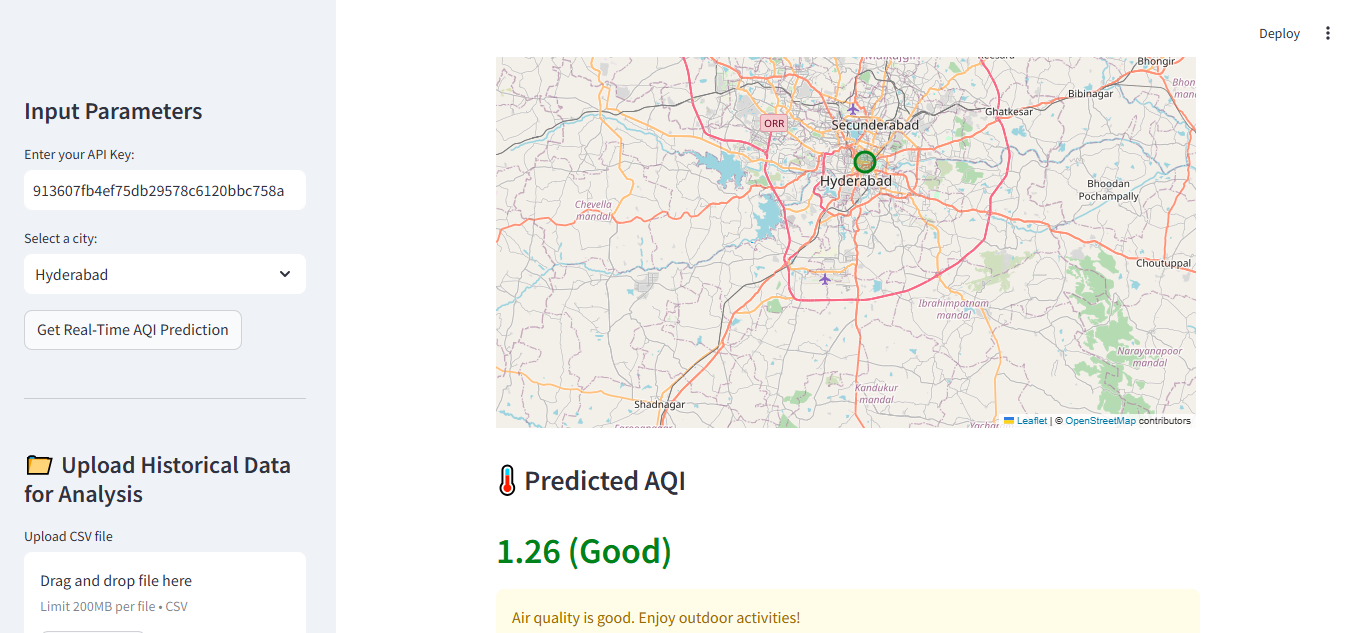 Deploy
Input Parameters
Enter your API Key:
913607fb4ef75db29578c6120bbc758a
Select a city:
Hyderabad
Get Real-Time AQI Prediction
Upload Historical Data
for Analysis
Upload CSV file
Drag and drop file here
Limit 200MB per file • CSV
Bhongir
Bibinagar
Ghatkesar
ORR
Secunderabad
Hyderabad
Bhoodan
Pochampally
Chevella
mandal
Choutuppal
Ibrahimpatnam
mandal
Narayanapoor
mandal
Kandukur
mandal
Shadnagar
Leaflet | © OpenStreetMap contributors
Predicted AQI
1.26 (Good)
Air quality is good. Enjoy outdoor activities!